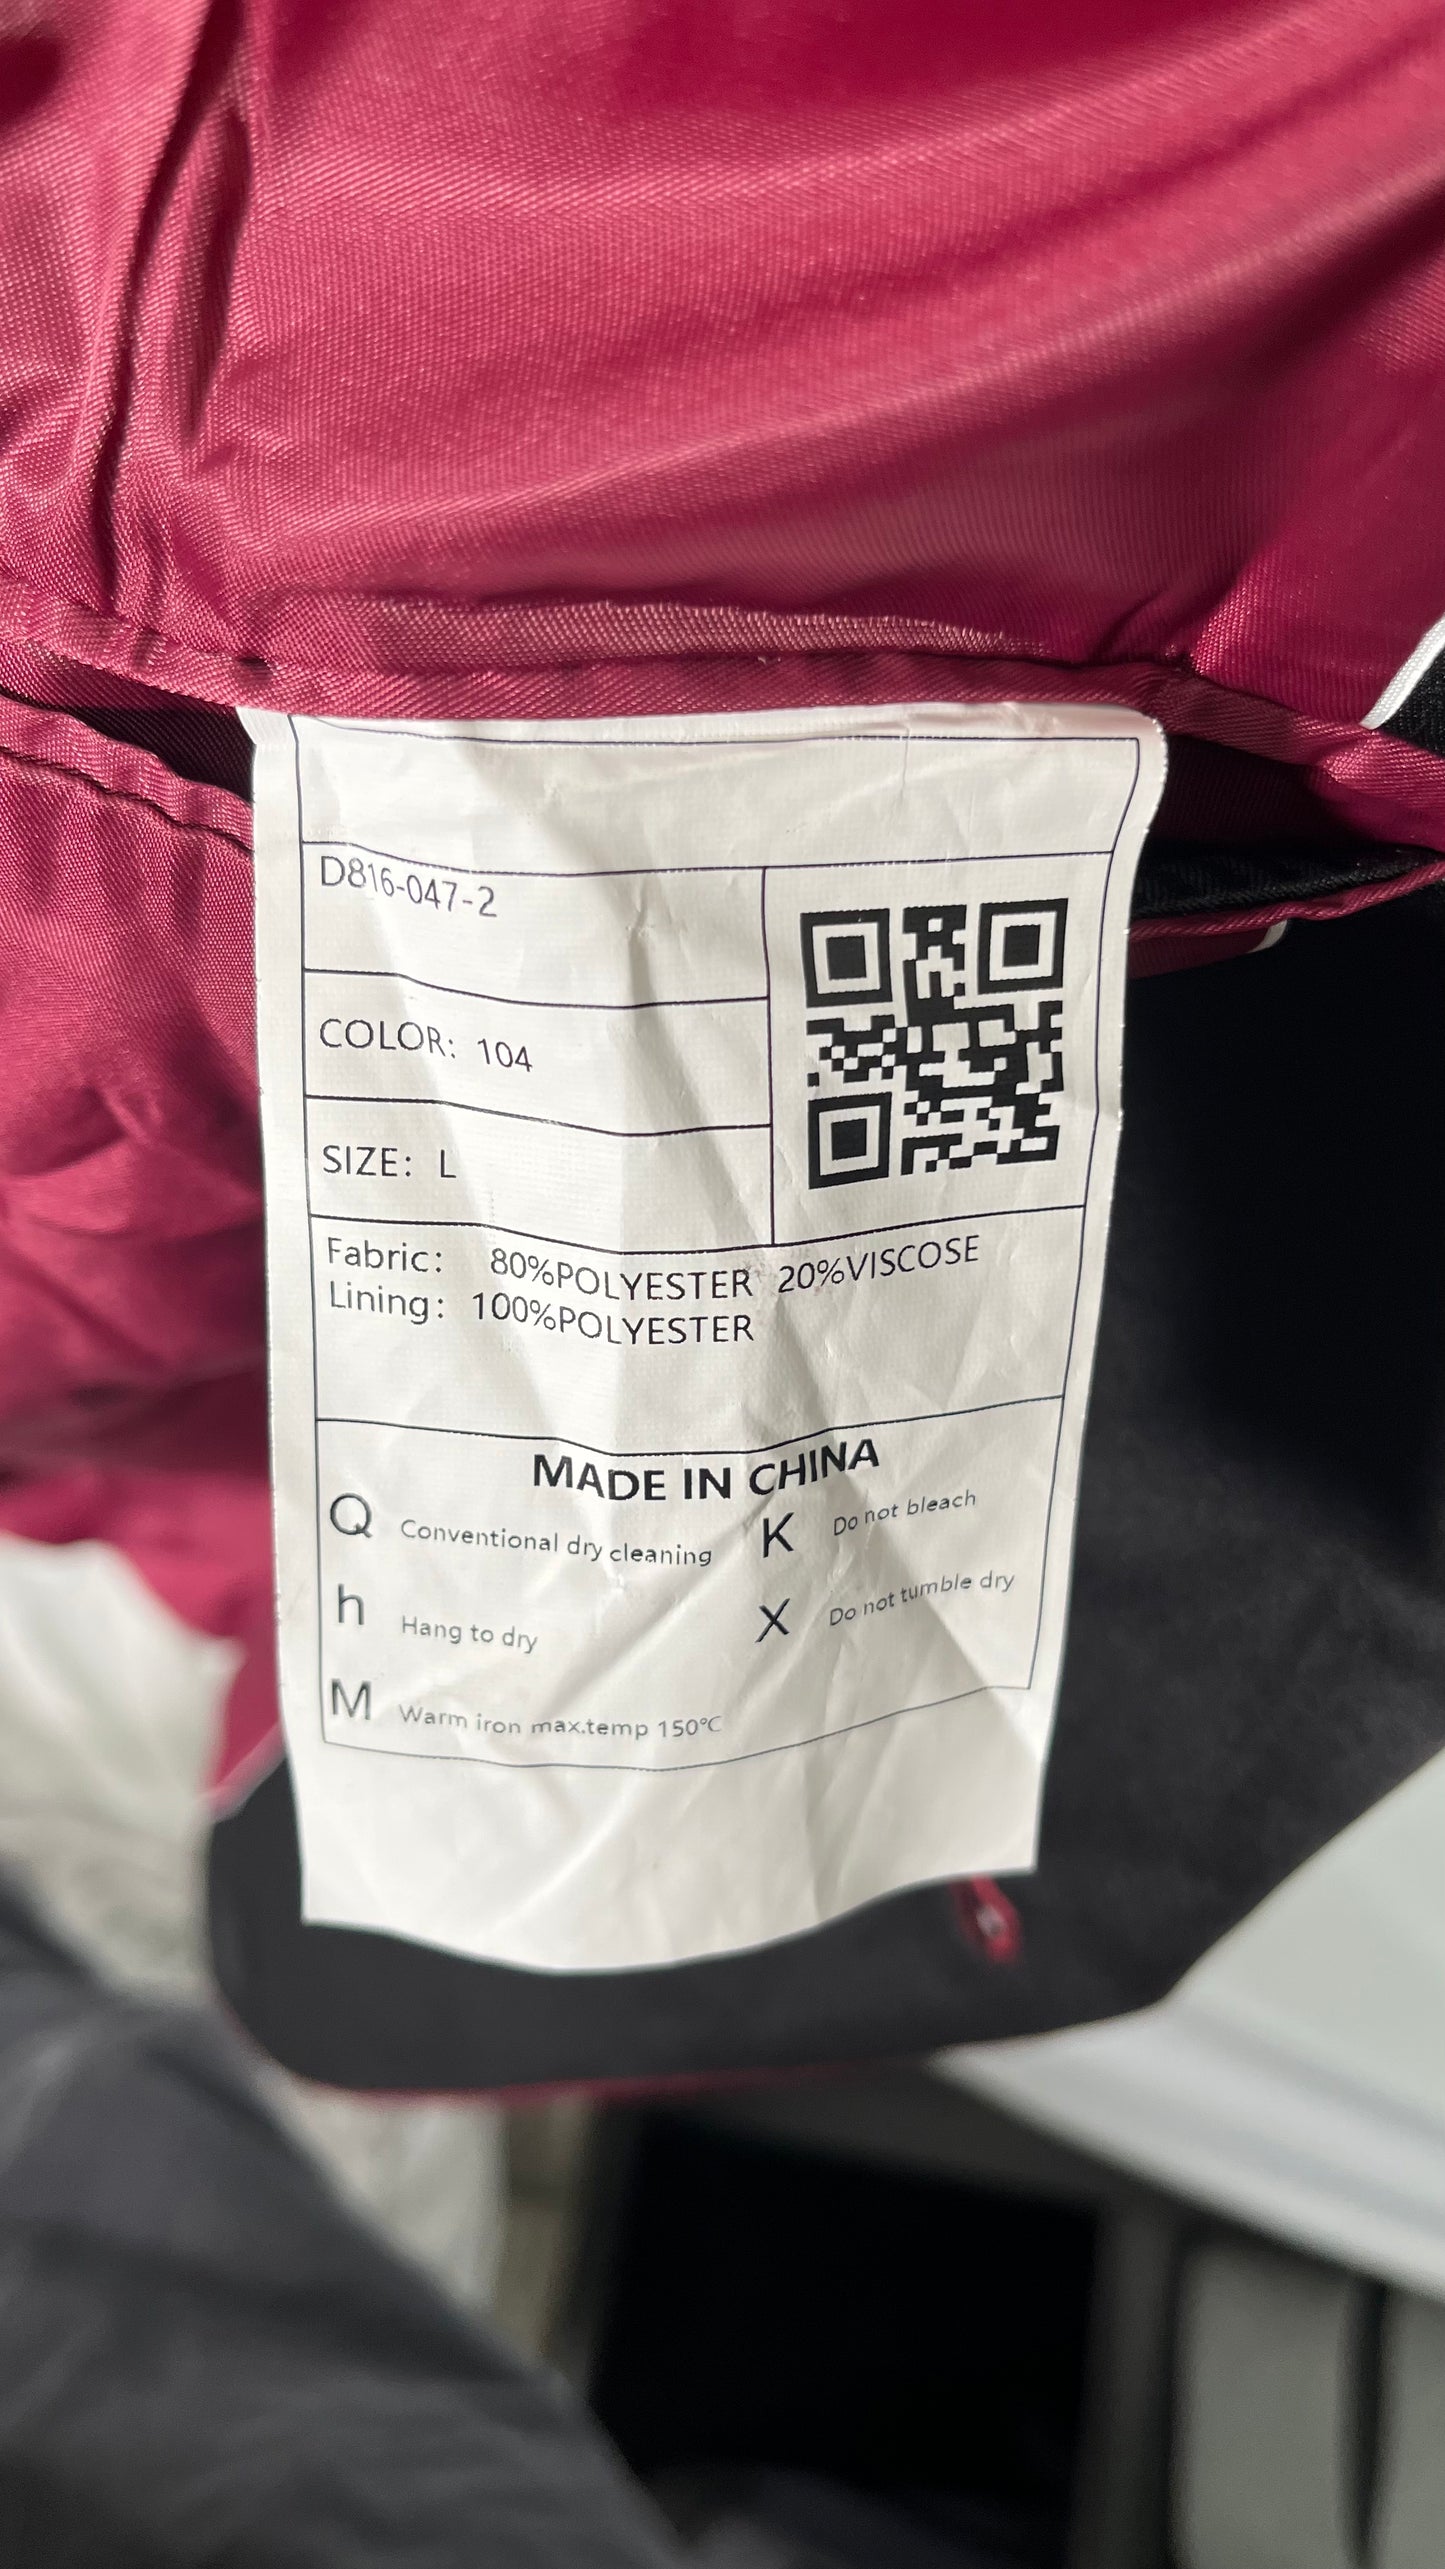 D816-047-2
COLOR: 104
SIZE: L
Fabric: 80%POLYESTER 20%VISCOSE
Lining: 100%POLYESTER
MADE IN CHINA
Q Conventional dry cleaning K Do not bleach
h Hang to dry X Do not tumble dry
M Warm iron max.temp 150℃